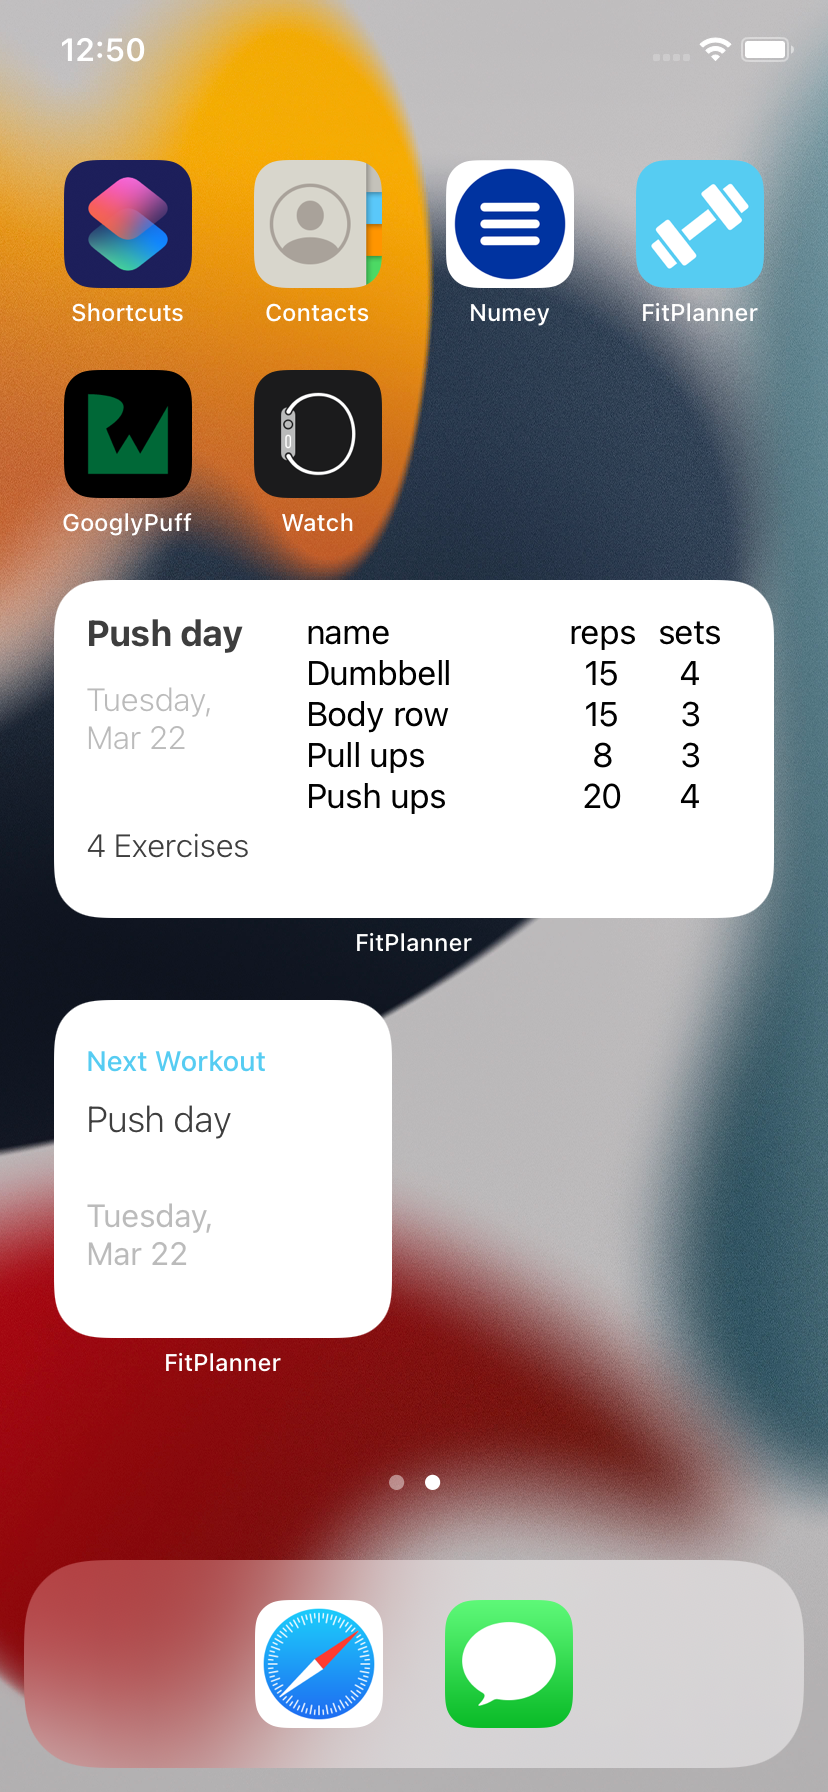 12:50
Shortcuts
Contacts
Numey
FitPlanner
GooglyPuff
Watch
Push day
Tuesday,
Mar 22
4 Exercises
name reps sets
Dumbbell 15 4
Body row 15 3
Pull ups 8 3
Push ups 20 4
FitPlanner
Next Workout
Push day
Tuesday,
Mar 22
FitPlanner